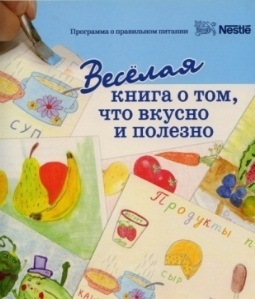 Программа о правильном питании
Nestlé
Весёлая
книга о том,
что вкусно
и полезно
СУП
Продукты п
СЫР